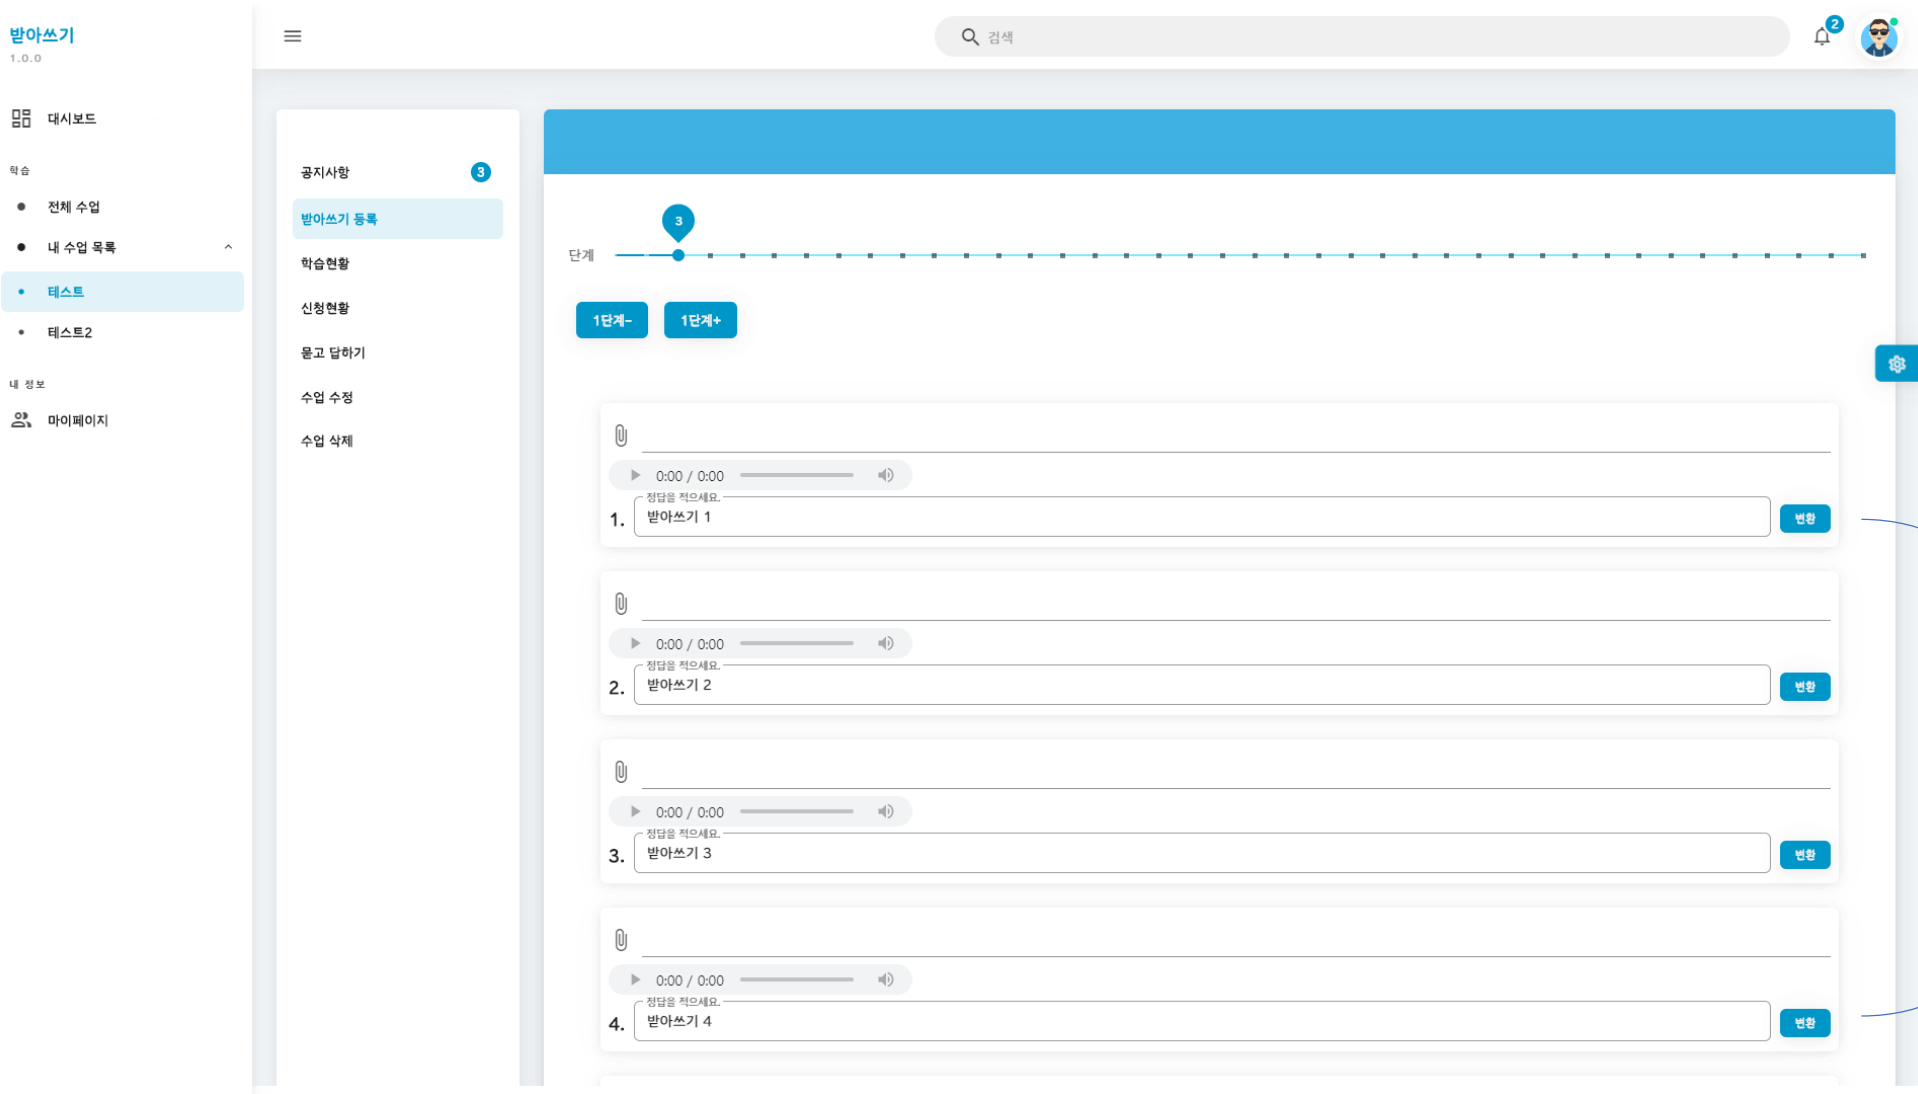 받아쓰기
1.0.0
대시보드
학습
전체 수업
내 수업 목록
테스트
테스트2
내 정보
마이페이지
검색
2
공지사항 3
받아쓰기 등록
학습현황
신청현황
묻고 답하기
수업 수정
수업 삭제
3
단계
1단계- 1단계+
0:00 / 0:00
정답을 적으세요.
1. 받아쓰기 1 변환
0:00 / 0:00
정답을 적으세요.
2. 받아쓰기 2 변환
0:00 / 0:00
정답을 적으세요.
3. 받아쓰기 3 변환
0:00 / 0:00
정답을 적으세요.
4. 받아쓰기 4 변환